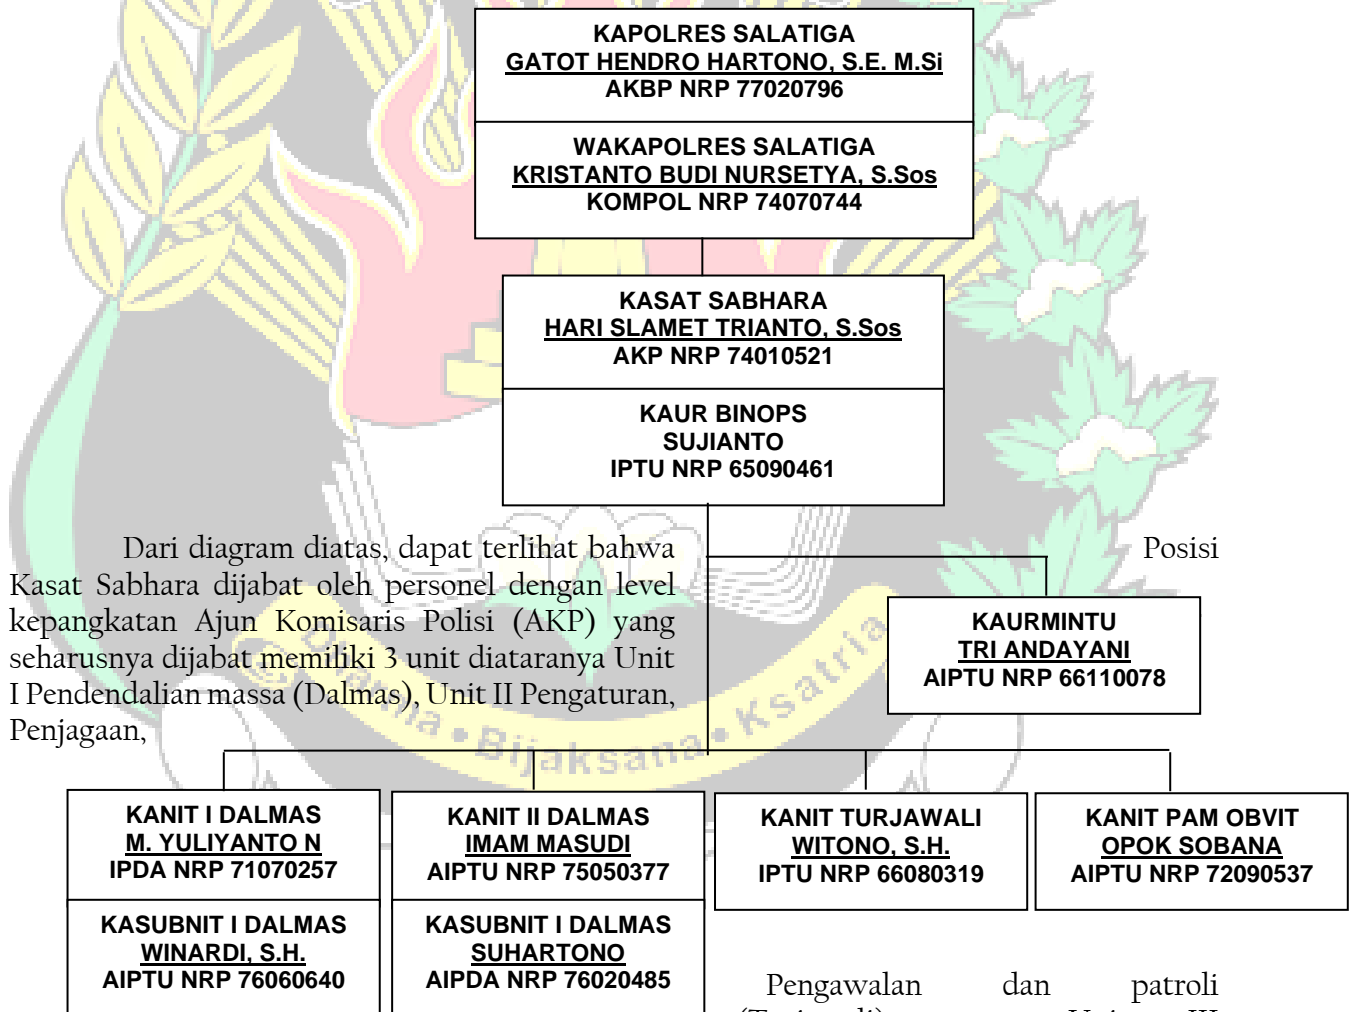 KAPOLRES SALATIGA
GATOT HENDRO HARTONO, S.E. M.Si
AKBP NRP 77020796
WAKAPOLRES SALATIGA
KRISTANTO BUDI NURSETYA, S.Sos
KOMPOL NRP 74070744
KASAT SABHARA
HARI SLAMET TRIANTO, S.Sos
AKP NRP 74010521
KAUR BINOPS
SUJIANTO
IPTU NRP 65090461
Dari diagram diatas, dapat terlihat bahwa Posisi
Kasat Sabhara dijabat oleh personel dengan level
kepangkatan Ajun Komisaris Polisi (AKP) yang
seharusnya dijabat memiliki 3 unit diataranya Unit
I Pendendalian massa (Dalmas), Unit II Pengaturan,
Penjagaan,
KAURMINTU
TRI ANDAYANI
AIPTU NRP 66110078
Dharma • Bijaksana • Ksatria
KANIT I DALMAS
M. YULIYANTO N
IPDA NRP 71070257
KASUBNIT I DALMAS
WINARDI, S.H.
AIPTU NRP 76060640
KANIT II DALMAS
IMAM MASUDI
AIPTU NRP 75050377
KASUBNIT I DALMAS
SUHARTONO
AIPDA NRP 76020485
KANIT TURJAWALI
WITONO, S.H.
IPTU NRP 66080319
KANIT PAM OBVIT
OPOK SOBANA
AIPTU NRP 72090537
Pengawalan dan patroli